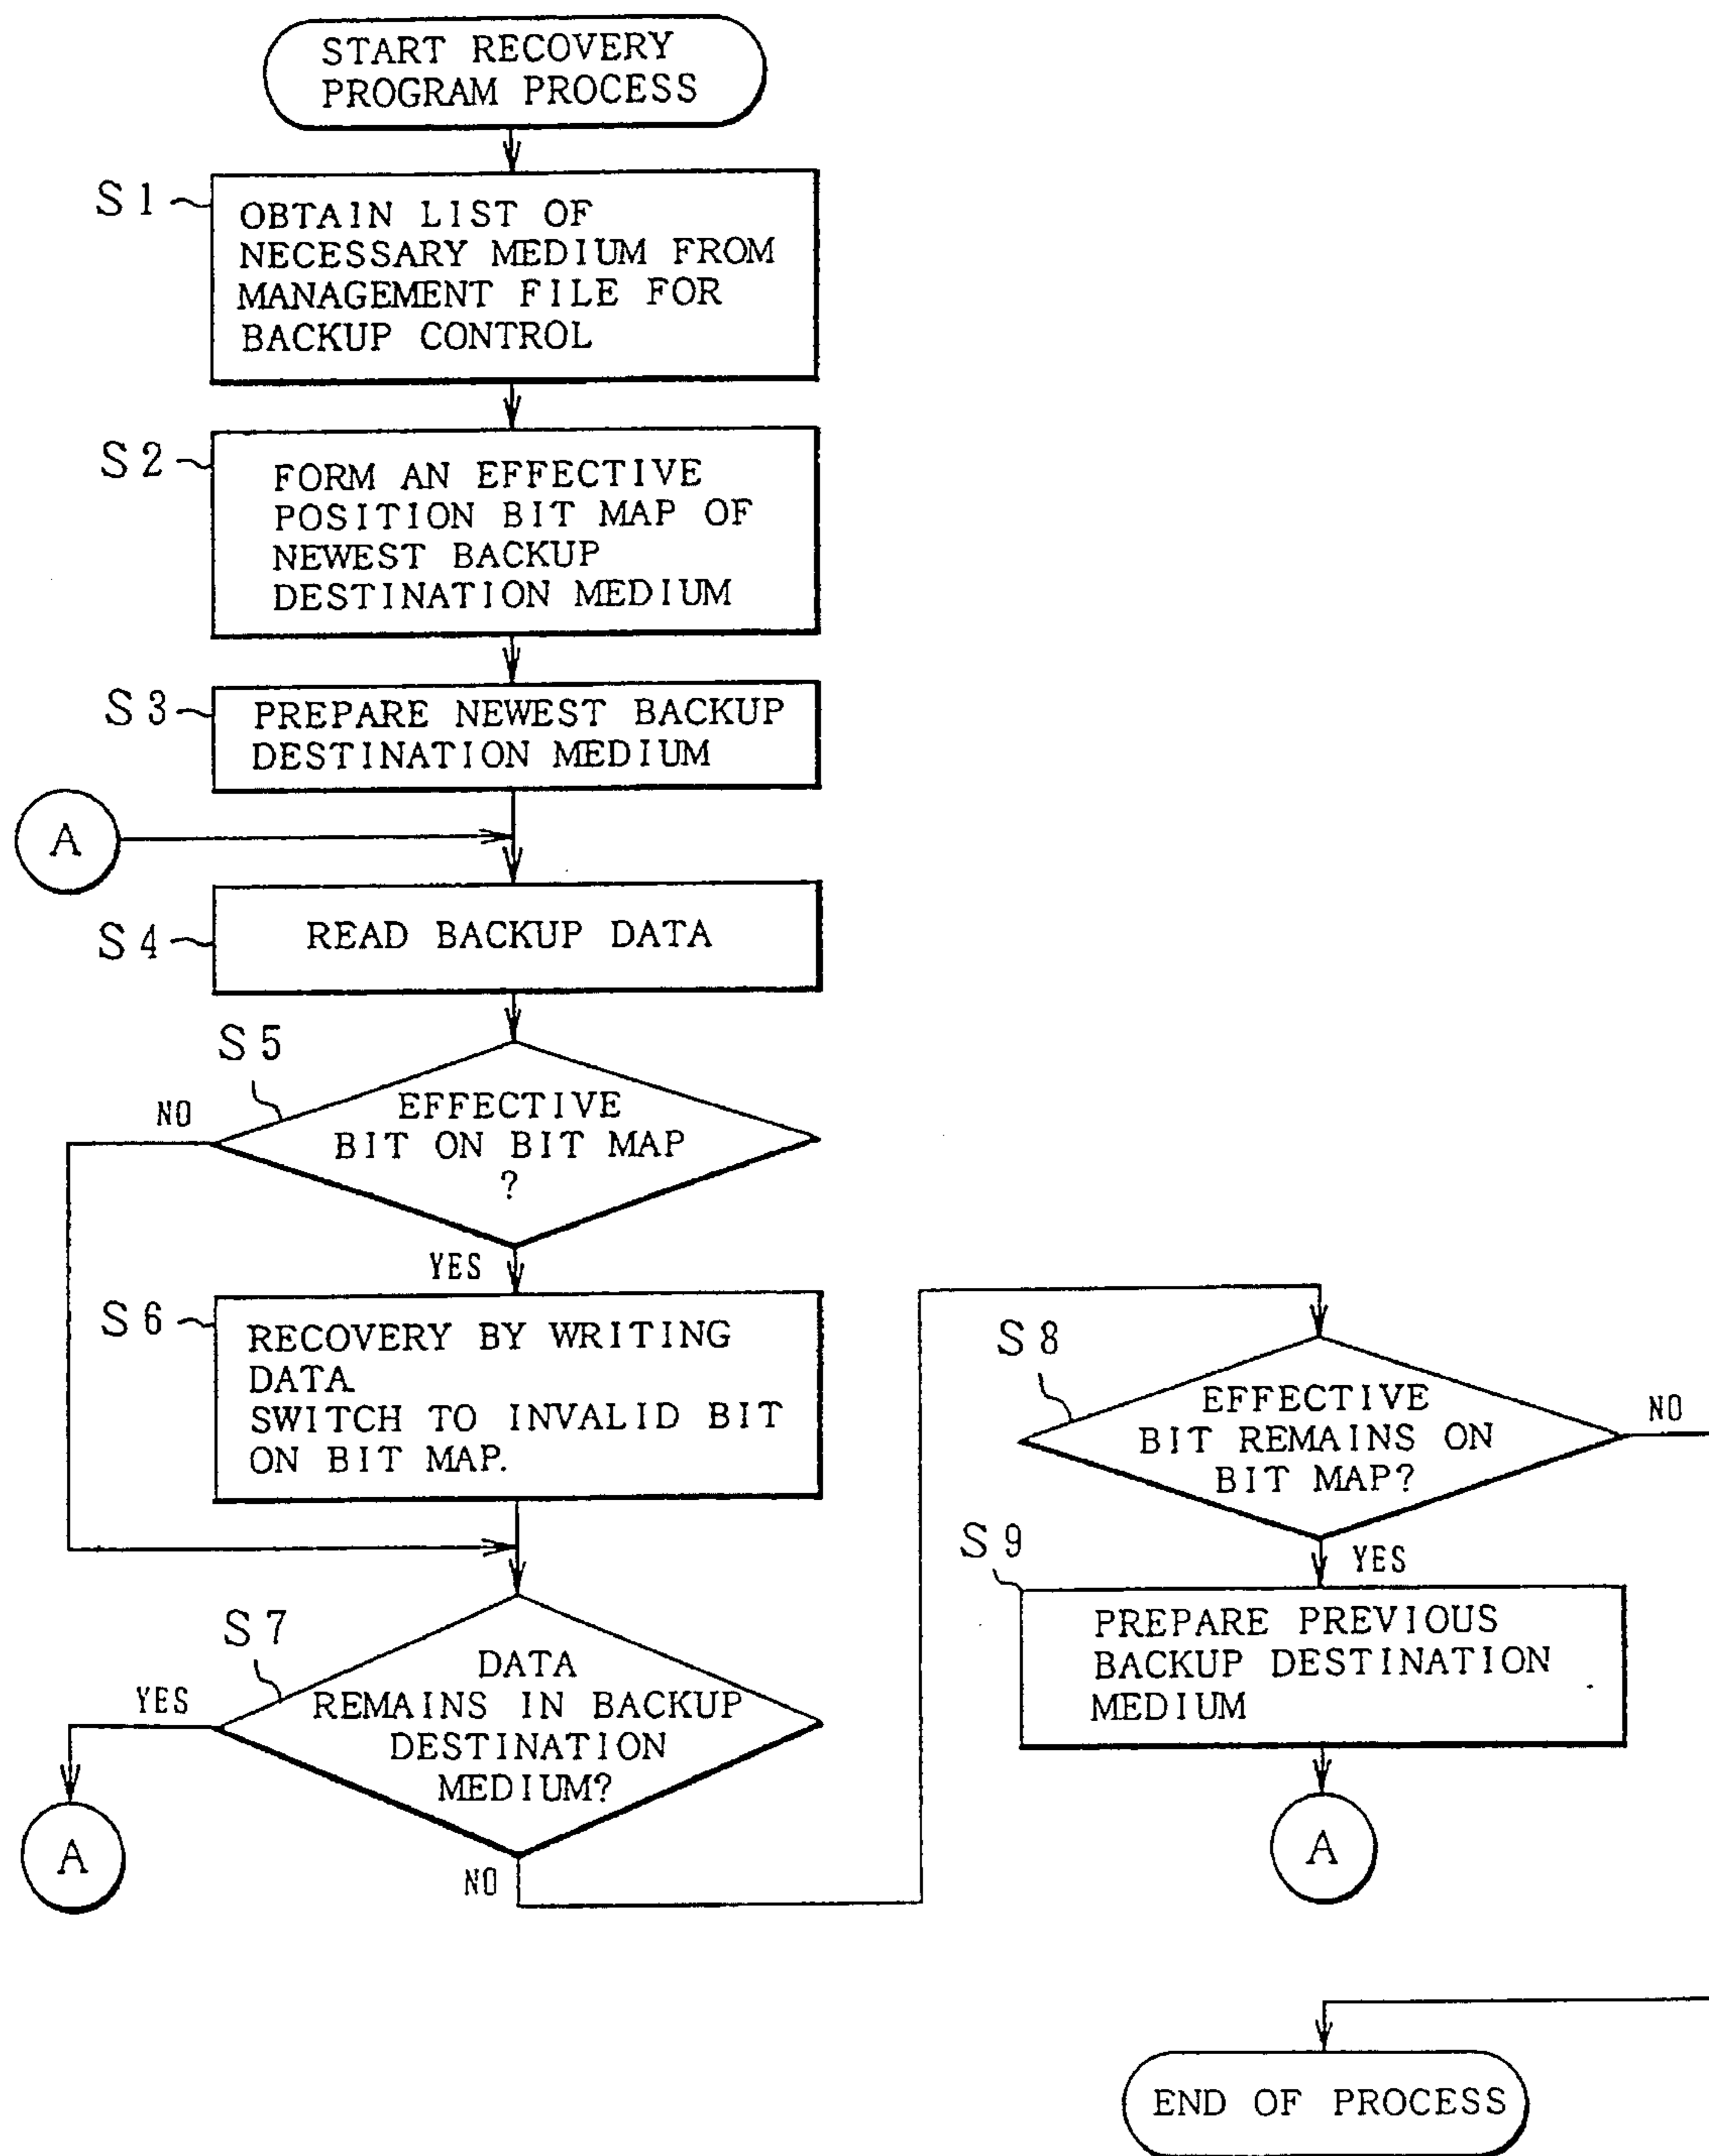 START RECOVERY
PROGRAM PROCESS
S1
OBTAIN LIST OF
NECESSARY MEDIUM FROM
MANAGEMENT FILE FOR
BACKUP CONTROL
S2
FORM AN EFFECTIVE
POSITION BIT MAP OF
NEWEST BACKUP
DESTINATION MEDIUM
S3
PREPARE NEWEST BACKUP
DESTINATION MEDIUM
A
S4
READ BACKUP DATA
S5
NO
EFFECTIVE
BIT ON BIT MAP
?
YES
S6
RECOVERY BY WRITING
DATA.
SWITCH TO INVALID BIT
ON BIT MAP.
S7
YES
DATA
REMAINS IN BACKUP
DESTINATION
MEDIUM?
A
NO
S8
EFFECTIVE
BIT REMAINS ON
BIT MAP?
NO
YES
S9
PREPARE PREVIOUS
BACKUP DESTINATION
MEDIUM
A
END OF PROCESS